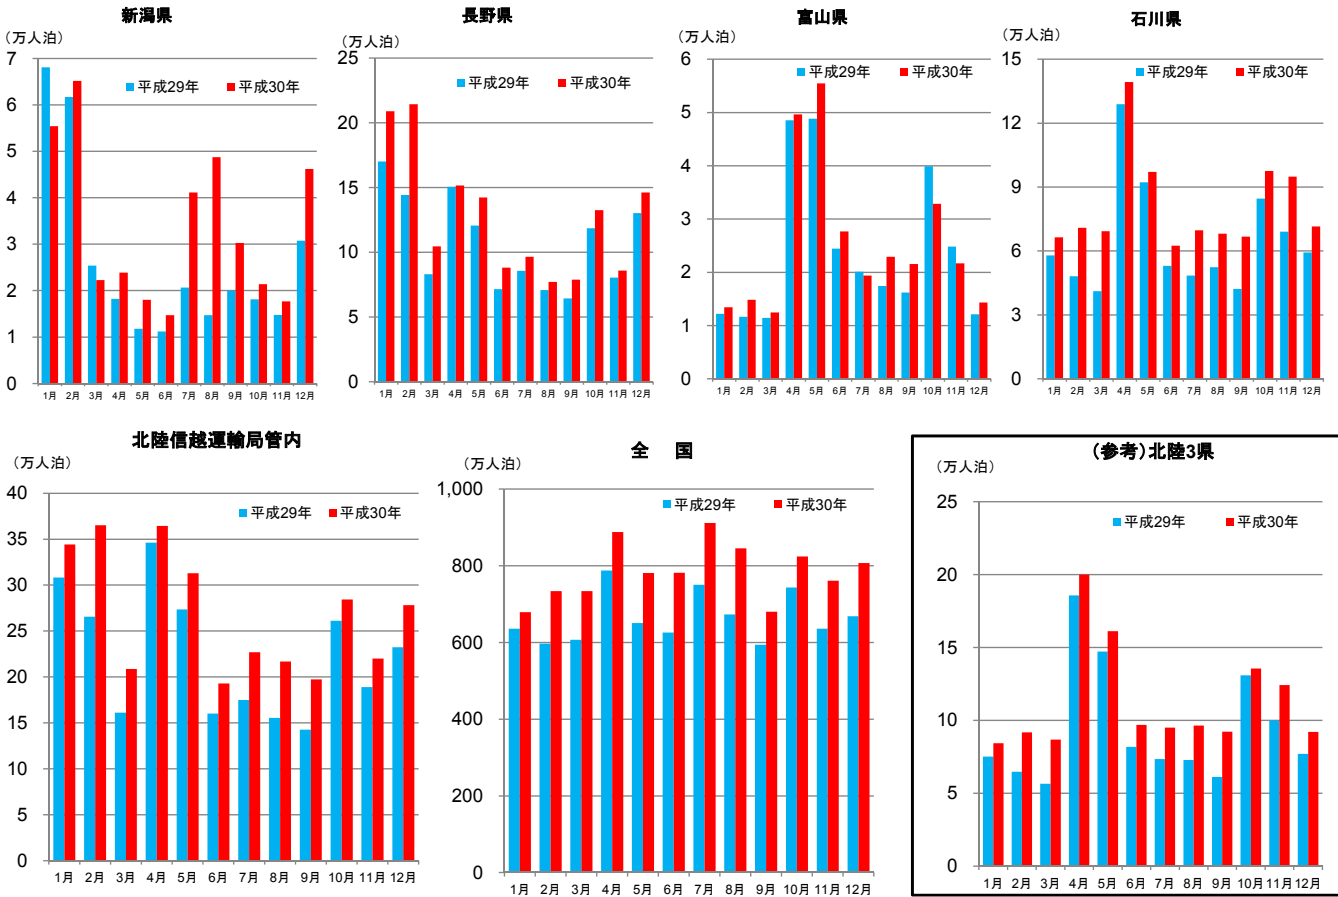 新潟県
（万人泊）
平成29年 平成30年
7
6
5
4
3
2
1
0
1月 2月 3月 4月 5月 6月 7月 8月 9月 10月 11月 12月
長野県
（万人泊）
平成29年 平成30年
25
20
15
10
5
0
1月 2月 3月 4月 5月 6月 7月 8月 9月 10月 11月 12月
富山県
（万人泊）
平成29年 平成30年
6
5
4
3
2
1
0
1月 2月 3月 4月 5月 6月 7月 8月 9月 10月 11月 12月
石川県
（万人泊）
平成29年 平成30年
15
12
9
6
3
0
1月 2月 3月 4月 5月 6月 7月 8月 9月 10月 11月 12月
北陸信越運輸局管内
（万人泊）
平成29年 平成30年
40
35
30
25
20
15
10
5
0
1月 2月 3月 4月 5月 6月 7月 8月 9月 10月 11月 12月
全 国
（万人泊）
平成29年 平成30年
1,000
800
600
400
200
0
1月 2月 3月 4月 5月 6月 7月 8月 9月 10月 11月 12月
（参考）北陸3県
（万人泊）
平成29年 平成30年
25
20
15
10
5
0
1月 2月 3月 4月 5月 6月 7月 8月 9月 10月 11月 12月